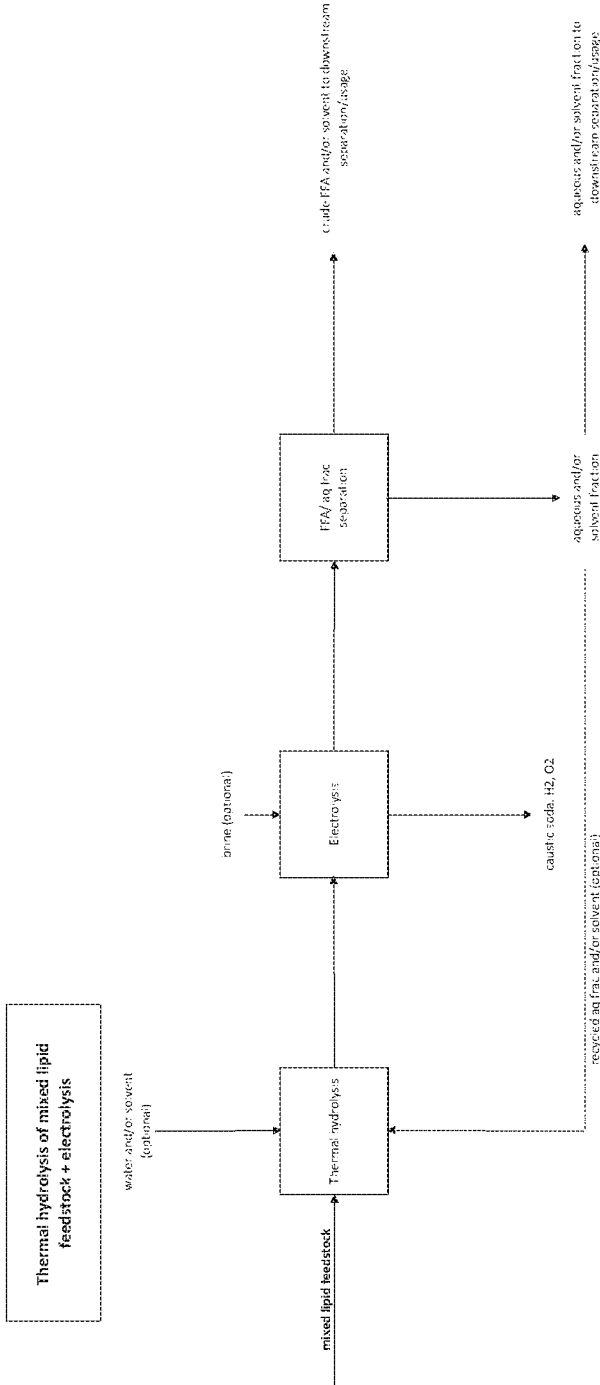 Thermal hydrolysis of mixed lipid
feedstock + electrolysis
water and/or solvent
(optional)
mixed lipid feedstock
Thermal hydrolysis
brine (optional)
Electrolysis
caustic soda, H2, O2
FFA/ aq frac
separation
crude FFA and/or solvent to downstream
separation/usage
aqueous and/or
solvent fraction
aqueous and/or solvent fraction to
downstream separation/usage
recycled aq frac and/or solvent (optional)